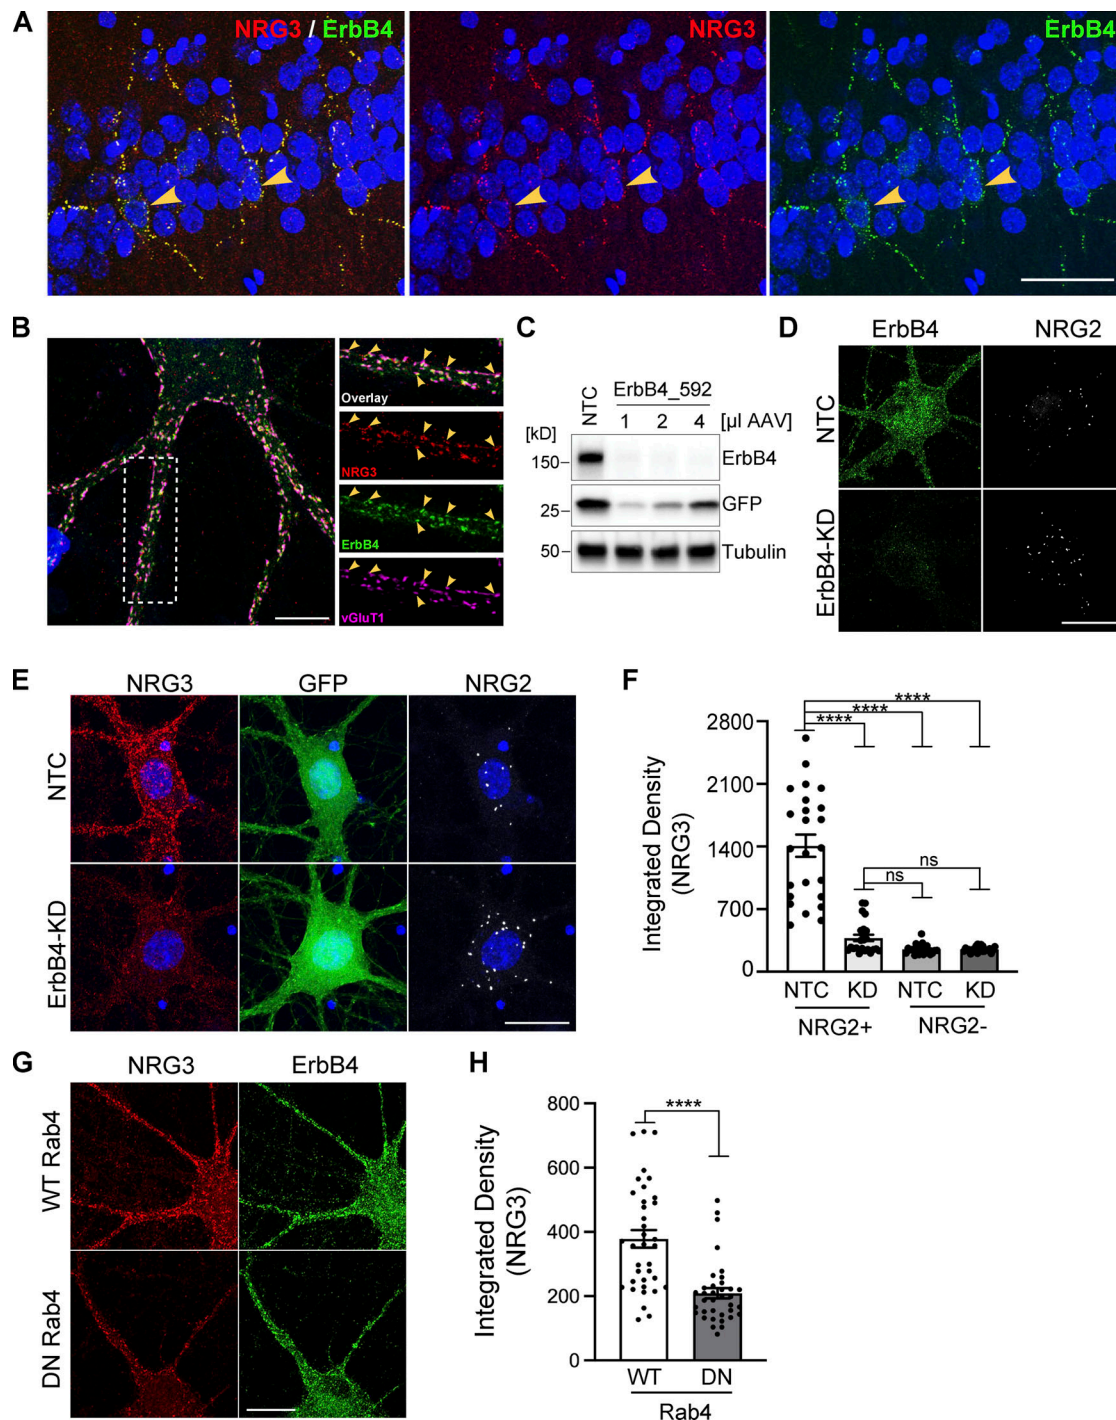 A
NRG3 / ErbB4
NRG3
ErbB4
B
Overlay
NRG3
ErbB4
vGluT1
C
NTC
ErbB4_592
1 2 4 [µl AAV]
[kD]
150
ErbB4
25
GFP
50
Tubulin
D
ErbB4 NRG2
NTC
ErbB4-KD
E
NRG3 GFP NRG2
NTC
ErbB4-KD
F
Integrated Density
(NRG3)
2800
2100
1400
700
0
****
****
****
ns
ns
NTC KD NTC KD
NRG2+ NRG2-
G
NRG3 ErbB4
WT Rab4
DN Rab4
H
Integrated Density
(NRG3)
800
600
400
200
0
****
WT DN
Rab4